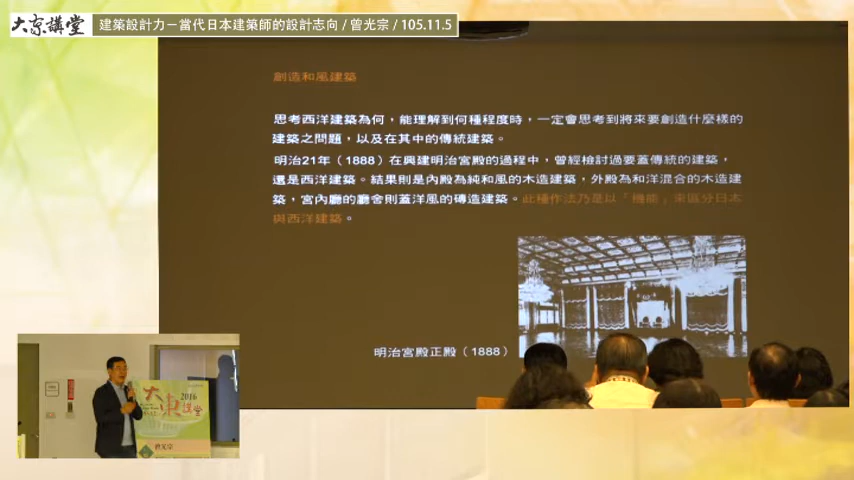 大東講堂 建築設計力－當代日本建築師的設計志向 / 曾光宗 / 105.11.5
創造和風建築
思考西洋建築為何，能理解到何種程度時，一定會思考到將來要創造什麼樣的
建築之問題，以及在其中的傳統建築。
明治21年（1888）在興建明治宮殿的過程中，曾經檢討過要蓋傳統的建築，
還是西洋建築。結果則是內殿為純和風的木造建築，外殿為和洋混合的木造建
築，宮內廳的廳舍則蓋洋風的磚造建築。此種作法乃是以「機能」來區分日本
與西洋建築。
明治宮殿正殿（1888）
大東講堂
2016
曾光宗